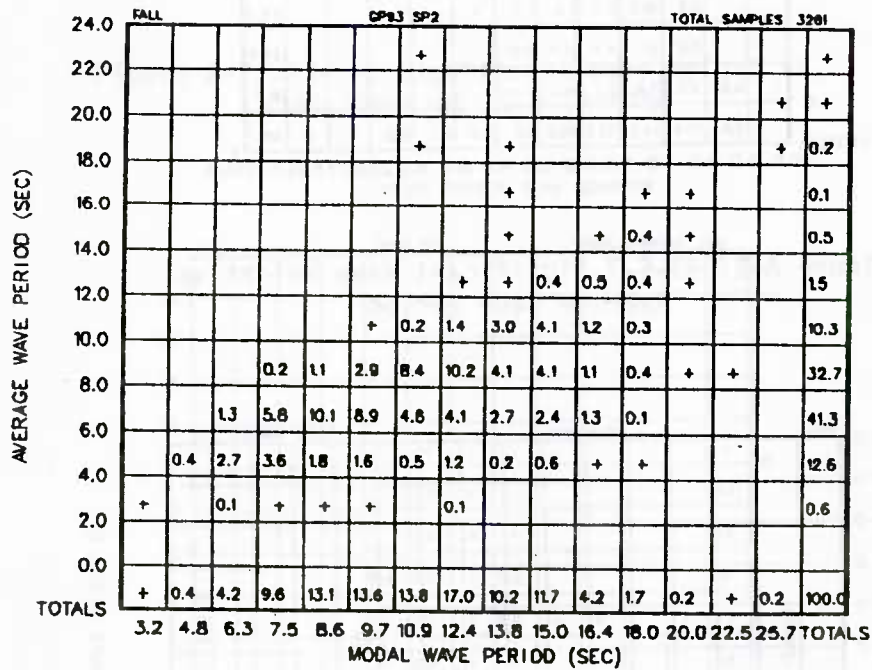 FALL GP93 SP2 TOTAL SAMPLES 3261
24.0
+ +
22.0
+ +
20.0
+ + + 0.2
18.0
+ + + 0.1
16.0
+ + 0.4 + 0.5
14.0
+ + 0.4 0.5 0.4 + 1.5
12.0
+ 0.2 1.4 3.0 4.1 1.2 0.3 10.3
10.0
0.2 1.1 2.9 8.4 10.2 4.1 4.1 1.1 0.4 + + 32.7
8.0
1.3 5.8 10.1 8.9 4.6 4.1 2.7 2.4 1.3 0.1 41.3
6.0
0.4 2.7 3.6 1.8 1.6 0.5 1.2 0.2 0.6 + + 12.6
4.0
+ 0.1 + + + 0.1 0.6
2.0
0.0
+ 0.4 4.2 9.6 13.1 13.6 13.8 17.0 10.2 11.7 4.2 1.7 0.2 + 0.2 100.0
TOTALS
3.2 4.8 6.3 7.5 8.6 9.7 10.9 12.4 13.8 15.0 16.4 18.0 20.0 22.5 25.7 TOTALS
MODAL WAVE PERIOD (SEC)
AVERAGE WAVE PERIOD (SEC)